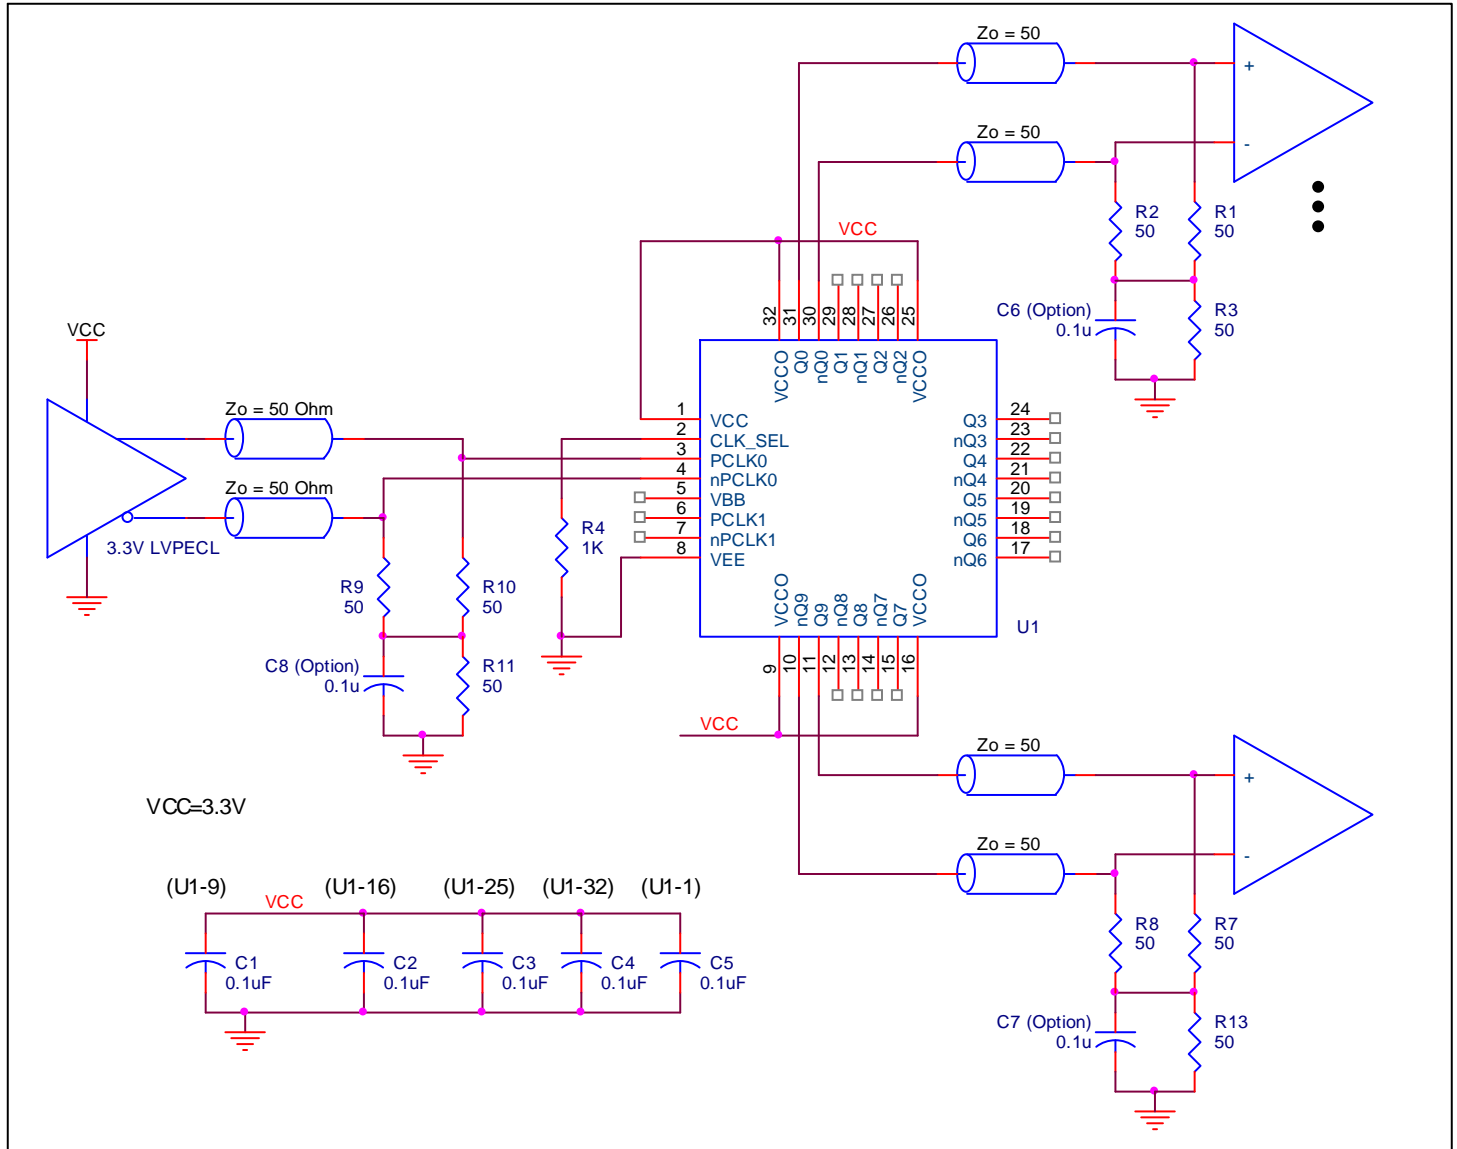 Zo = 50
+
Zo = 50
-
R2
50
R1
50
VCC
C6 (Option)
0.1u
R3
50
32
31
30
29
28
27
26
25
VCCO
Q0
nQ0
Q1
nQ1
Q2
nQ2
VCCO
VCC
Zo = 50 Ohm
Zo = 50 Ohm
3.3V LVPECL
1
2
3
4
5
6
7
8
VCC
CLK_SEL
PCLK0
nPCLK0
VBB
PCLK1
nPCLK1
VEE
Q3
nQ3
Q4
nQ4
Q5
nQ5
Q6
nQ6
24
23
22
21
20
19
18
17
R4
1K
R9
50
R10
50
C8 (Option)
0.1u
R11
50
VCCO
nQ9
Q9
nQ8
Q8
nQ7
Q7
VCCO
U1
9
10
11
12
13
14
15
16
VCC
Zo = 50
+
Zo = 50
-
R8
50
R7
50
C7 (Option)
0.1u
R13
50
VCC=3.3V
(U1-9) (U1-16) (U1-25) (U1-32) (U1-1)
VCC
C1
0.1uF
C2
0.1uF
C3
0.1uF
C4
0.1uF
C5
0.1uF